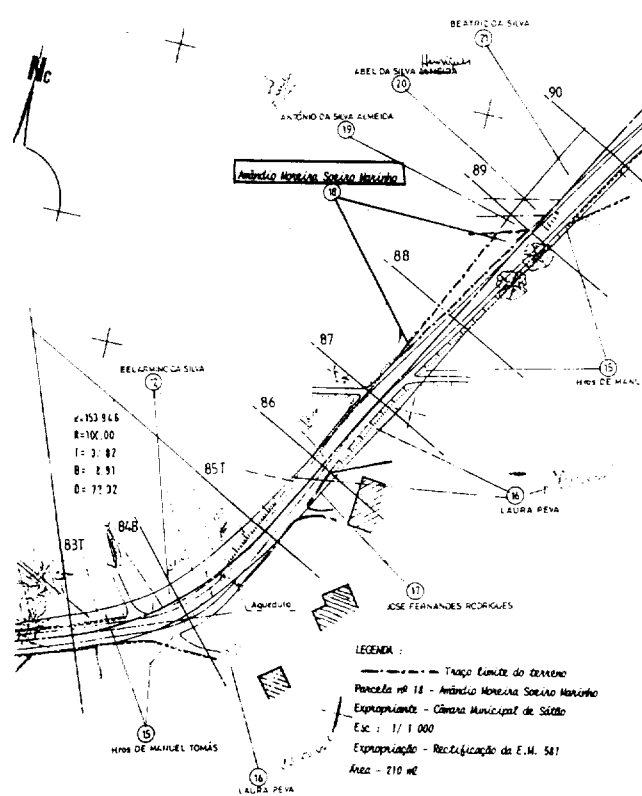 BEATRIZ DA SILVA
21
Henriques
ABEL DA SILVA ALMEIDA
20
Nc
90
ANTÓNIO DA SILVA ALMEIDA
19
89
Amândio Moreira Soeiro Marinho
18
88
87
BELARMINO DA SILVA
12
15
Hros DE MANU
86
R=100.00
85T
16
LAURA PEVA
84B
83T
17
JOSE FERNANDES RODRIGUES
Aqueduto
LEGENDA :
Traço limite do terreno
Parcela nº 18 - Amândio Moreira Soeiro Marinho
Expropriante - Câmara Municipal de Sátão
Esc : 1/ 1 000
Expropriação - Rectificação da E.M. 581
Área - 210 m2
15
Hros DE MANUEL TOMÁS
16
LAURA PEVA